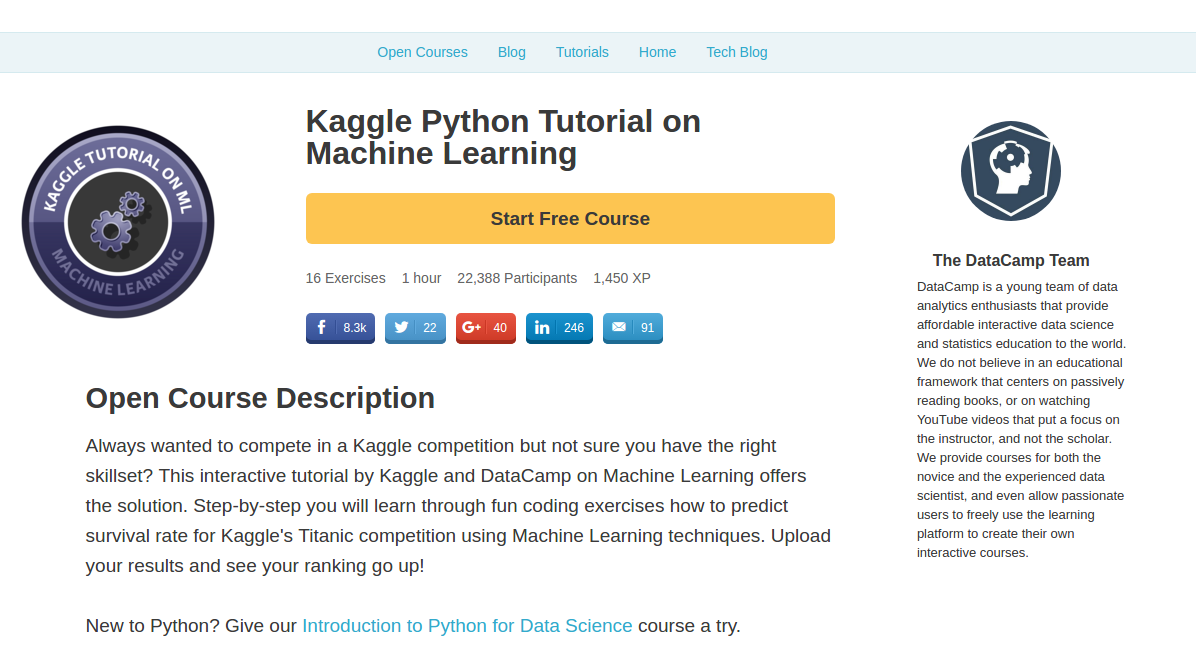 Open Courses Blog Tutorials Home Tech Blog
KAGGLE TUTORIAL ON ML
MACHINE LEARNING
Kaggle Python Tutorial on
Machine Learning
Start Free Course
16 Exercises 1 hour 22,388 Participants 1,450 XP
f 8.3k 22 G+ 40 in 246 91
Open Course Description
Always wanted to compete in a Kaggle competition but not sure you have the right
skillset? This interactive tutorial by Kaggle and DataCamp on Machine Learning offers
the solution. Step-by-step you will learn through fun coding exercises how to predict
survival rate for Kaggle's Titanic competition using Machine Learning techniques. Upload
your results and see your ranking go up!
New to Python? Give our Introduction to Python for Data Science course a try.
The DataCamp Team
DataCamp is a young team of data
analytics enthusiasts that provide
affordable interactive data science
and statistics education to the world.
We do not believe in an educational
framework that centers on passively
reading books, or on watching
YouTube videos that put a focus on
the instructor, and not the scholar.
We provide courses for both the
novice and the experienced data
scientist, and even allow passionate
users to freely use the learning
platform to create their own
interactive courses.